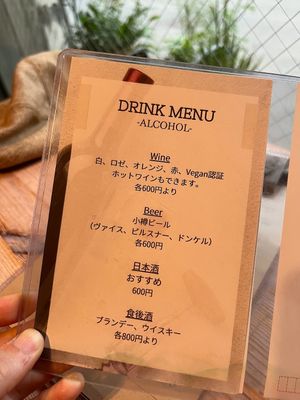 DRINK MENU
-ALCOHOL-
Wine
白、ロゼ、オレンジ、赤、Vegan認証
ホットワインもできます。
各600円より
Beer
小樽ビール
(ヴァイス、ピルスナー、ドンケル)
各600円
日本酒
おすすめ
600円
食後酒
ブランデー、ウイスキー
各800円より